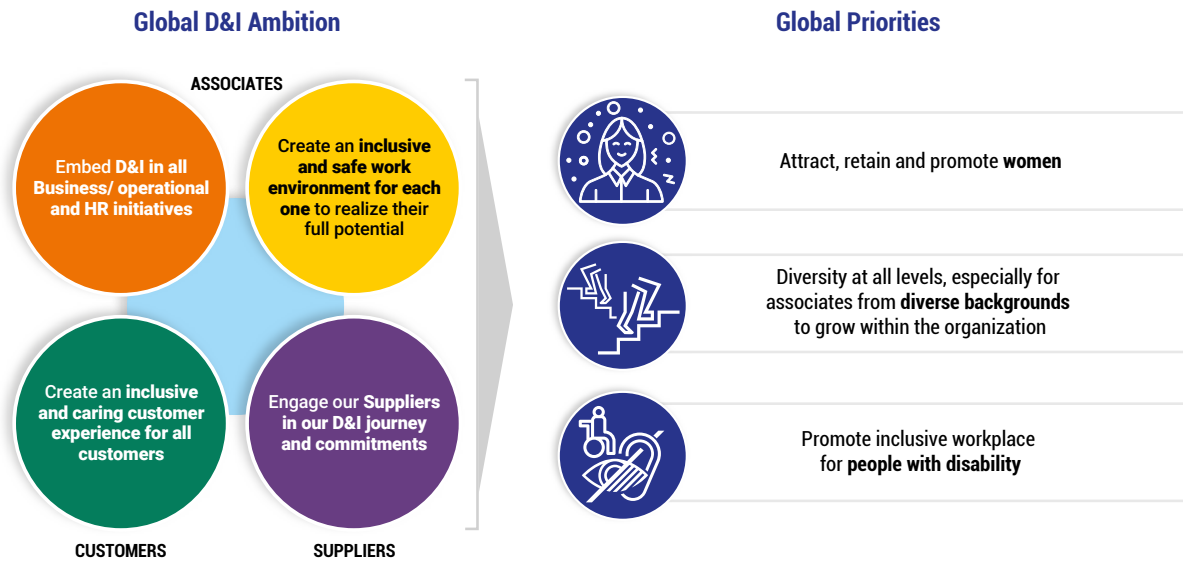 Global D&I Ambition
Global Priorities
ASSOCIATES
Embed D&I in all
Business/ operational
and HR initiatives
Create an inclusive
and safe work
environment for each
one to realize their
full potential
Create an inclusive
and caring customer
experience for all
customers
Engage our Suppliers
in our D&I journey
and commitments
CUSTOMERS
SUPPLIERS
Attract, retain and promote women
Diversity at all levels, especially for
associates from diverse backgrounds
to grow within the organization
Promote inclusive workplace
for people with disability